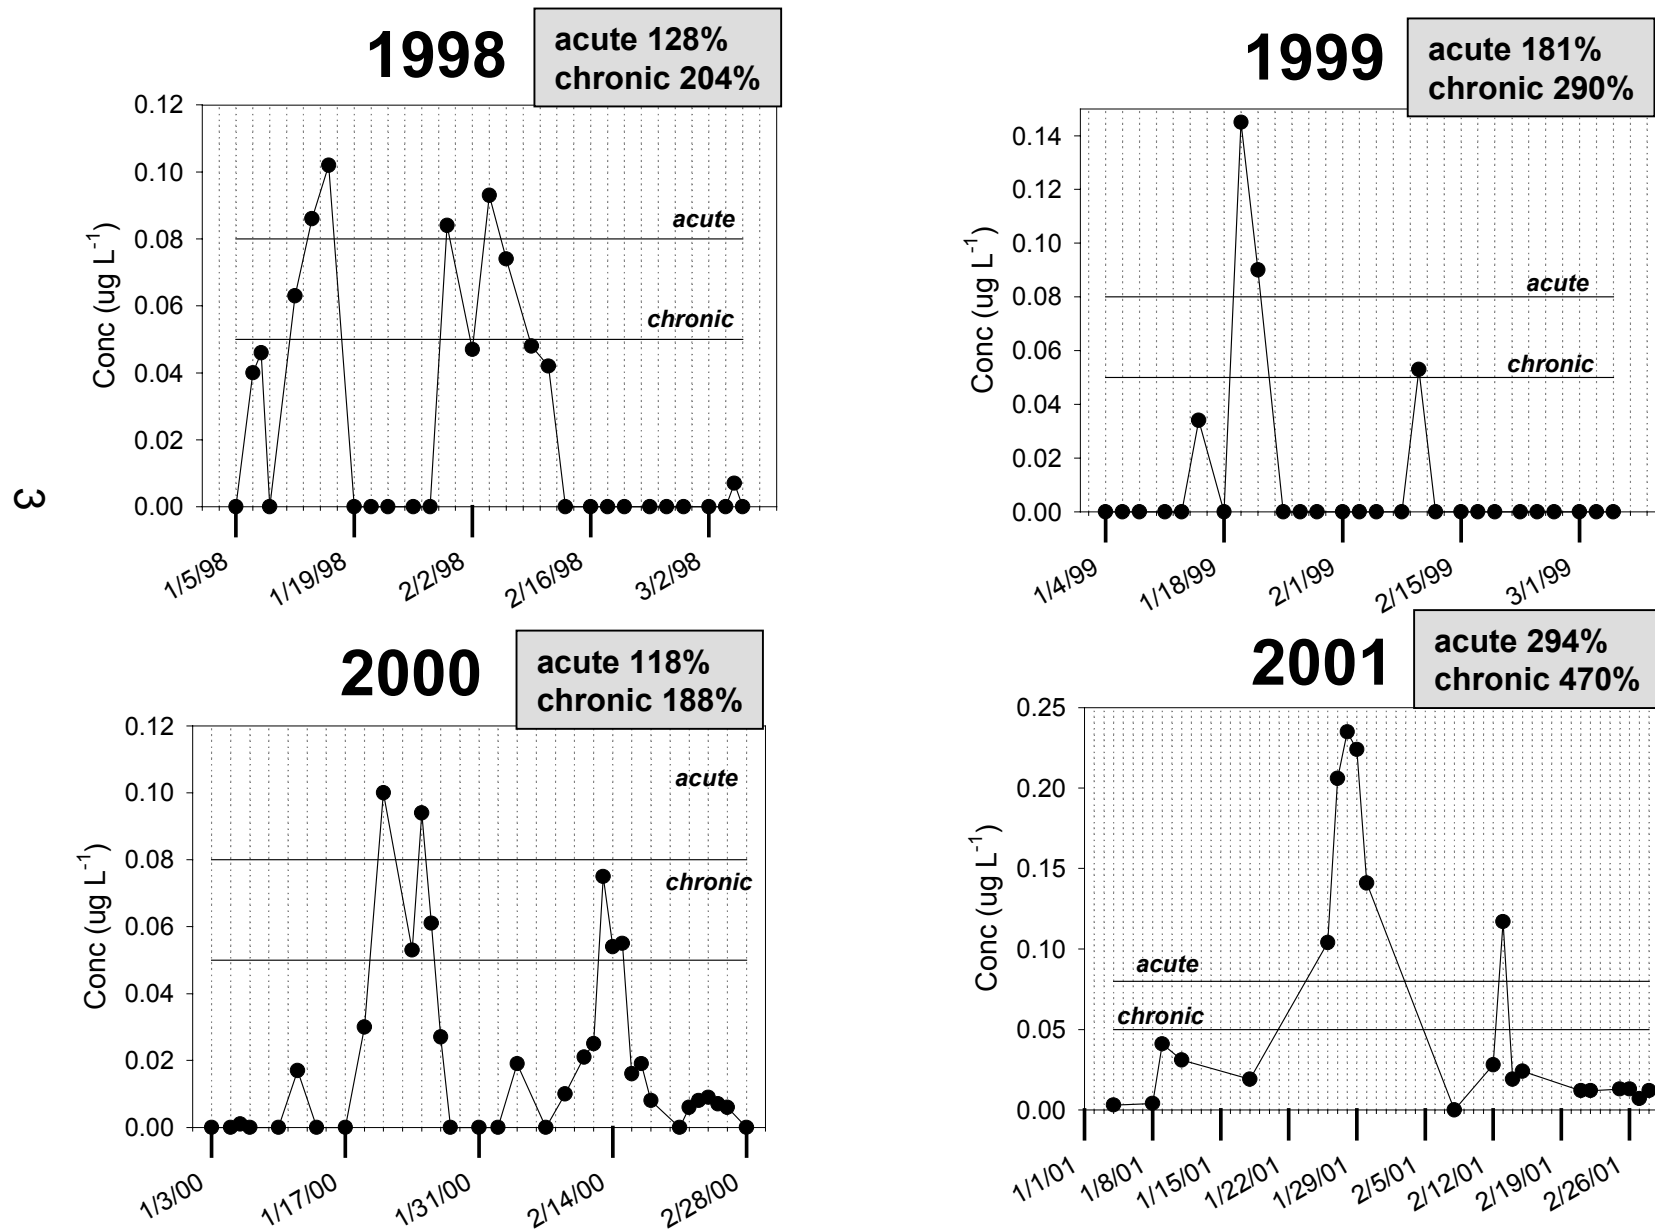 1998
acute 128%
chronic 204%
0.12
0.10
0.08
0.06
0.04
0.02
0.00
Conc (ug L-1)
acute
chronic
1/5/98
1/19/98
2/2/98
2/16/98
3/2/98
1999
acute 181%
chronic 290%
0.14
0.12
0.10
0.08
0.06
0.04
0.02
0.00
Conc (ug L-1)
acute
chronic
1/4/99
1/18/99
2/1/99
2/15/99
3/1/99
3
2000
acute 118%
chronic 188%
0.12
0.10
0.08
0.06
0.04
0.02
0.00
Conc (ug L-1)
acute
chronic
1/3/00
1/17/00
1/31/00
2/14/00
2/28/00
2001
acute 294%
chronic 470%
0.25
0.20
0.15
0.10
0.05
0.00
Conc (ug L-1)
acute
chronic
1/1/01
1/8/01
1/15/01
1/22/01
1/29/01
2/5/01
2/12/01
2/19/01
2/26/01